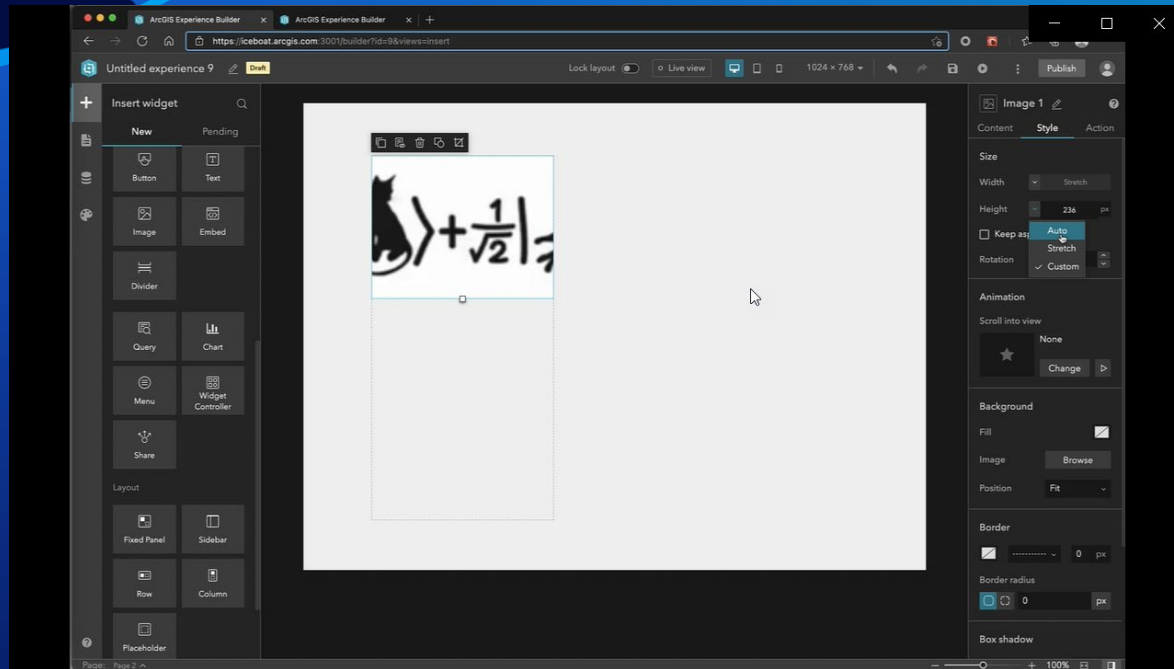 ArcGIS Experience Builder
ArcGIS Experience Builder
https://iceboat.arcgis.com:3001/builder?id=9&views=insert
Untitled experience 9
Draft
Lock layout
Live view
1024 × 768
Publish
Insert widget
New
Pending
Button
Text
Image
Embed
Divider
Query
Chart
Menu
Widget
Controller
Share
Layout
Fixed Panel
Sidebar
Row
Column
Placeholder
⟩+1/√2|
Image 1
Content
Style
Action
Size
Width
Stretch
Height
236
px
Auto
Keep as
Stretch
Rotation
Custom
Animation
Scroll into view
None
Change
Background
Fill
Image
Browse
Position
Fit
Border
0
px
Border radius
0
px
Box shadow
Page:
Page 2
100%